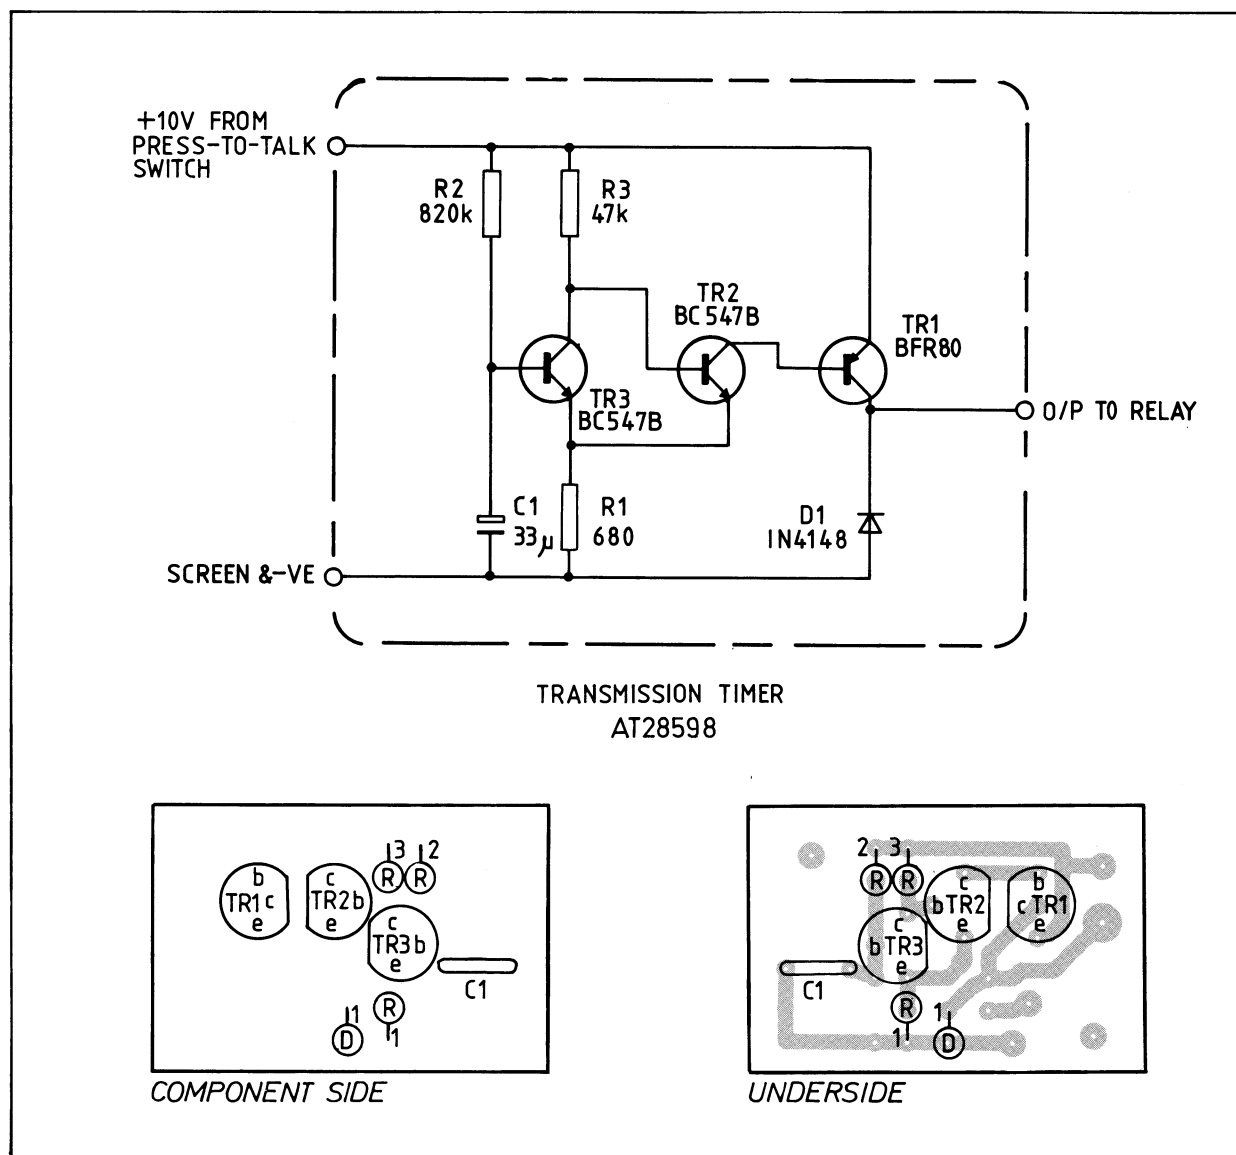 +10V FROM
PRESS-TO-TALK
SWITCH
R2
820k
R3
47k
TR2
BC547B
TR1
BFR80
TR3
BC547B
O/P TO RELAY
C1
33µ
R1
680
D1
IN4148
SCREEN &-VE
TRANSMISSION TIMER
AT28598
3 2
b
TR1 c
e
c
TR2 b
e
R R
c
TR3 b
e
C1
1
D
R
1
COMPONENT SIDE
2 3
R R
c
b TR2
e
b
c TR1
e
c
b TR3
e
C1
R
1
1
D
UNDERSIDE